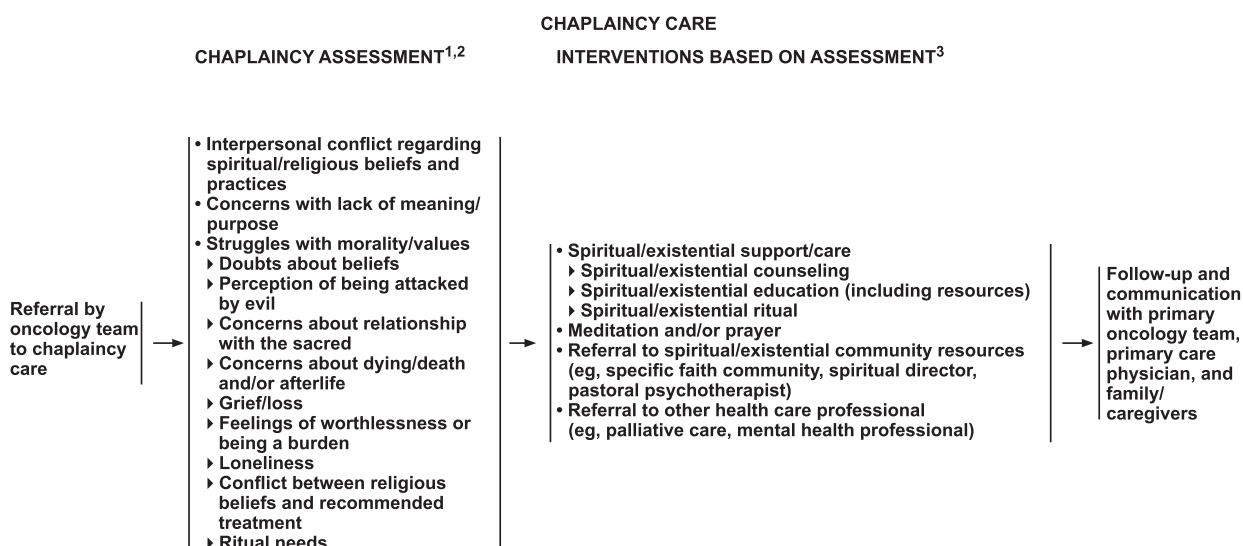 CHAPLAINCY CARE
CHAPLAINCY ASSESSMENT1,2
INTERVENTIONS BASED ON ASSESSMENT3
Referral by
oncology team
to chaplaincy
care
• Interpersonal conflict regarding
spiritual/religious beliefs and
practices
• Concerns with lack of meaning/
purpose
• Struggles with morality/values
Doubts about beliefs
Perception of being attacked
by evil
Concerns about relationship
with the sacred
Concerns about dying/death
and/or afterlife
Grief/loss
Feelings of worthlessness or
being a burden
Loneliness
Conflict between religious
beliefs and recommended
treatment
Ritual needs
• Spiritual/existential support/care
Spiritual/existential counseling
Spiritual/existential education (including resources)
Spiritual/existential ritual
• Meditation and/or prayer
• Referral to spiritual/existential community resources
(eg, specific faith community, spiritual director,
pastoral psychotherapist)
• Referral to other health care professional
(eg, palliative care, mental health professional)
Follow-up and
communication
with primary
oncology team,
primary care
physician, and
family/
caregivers